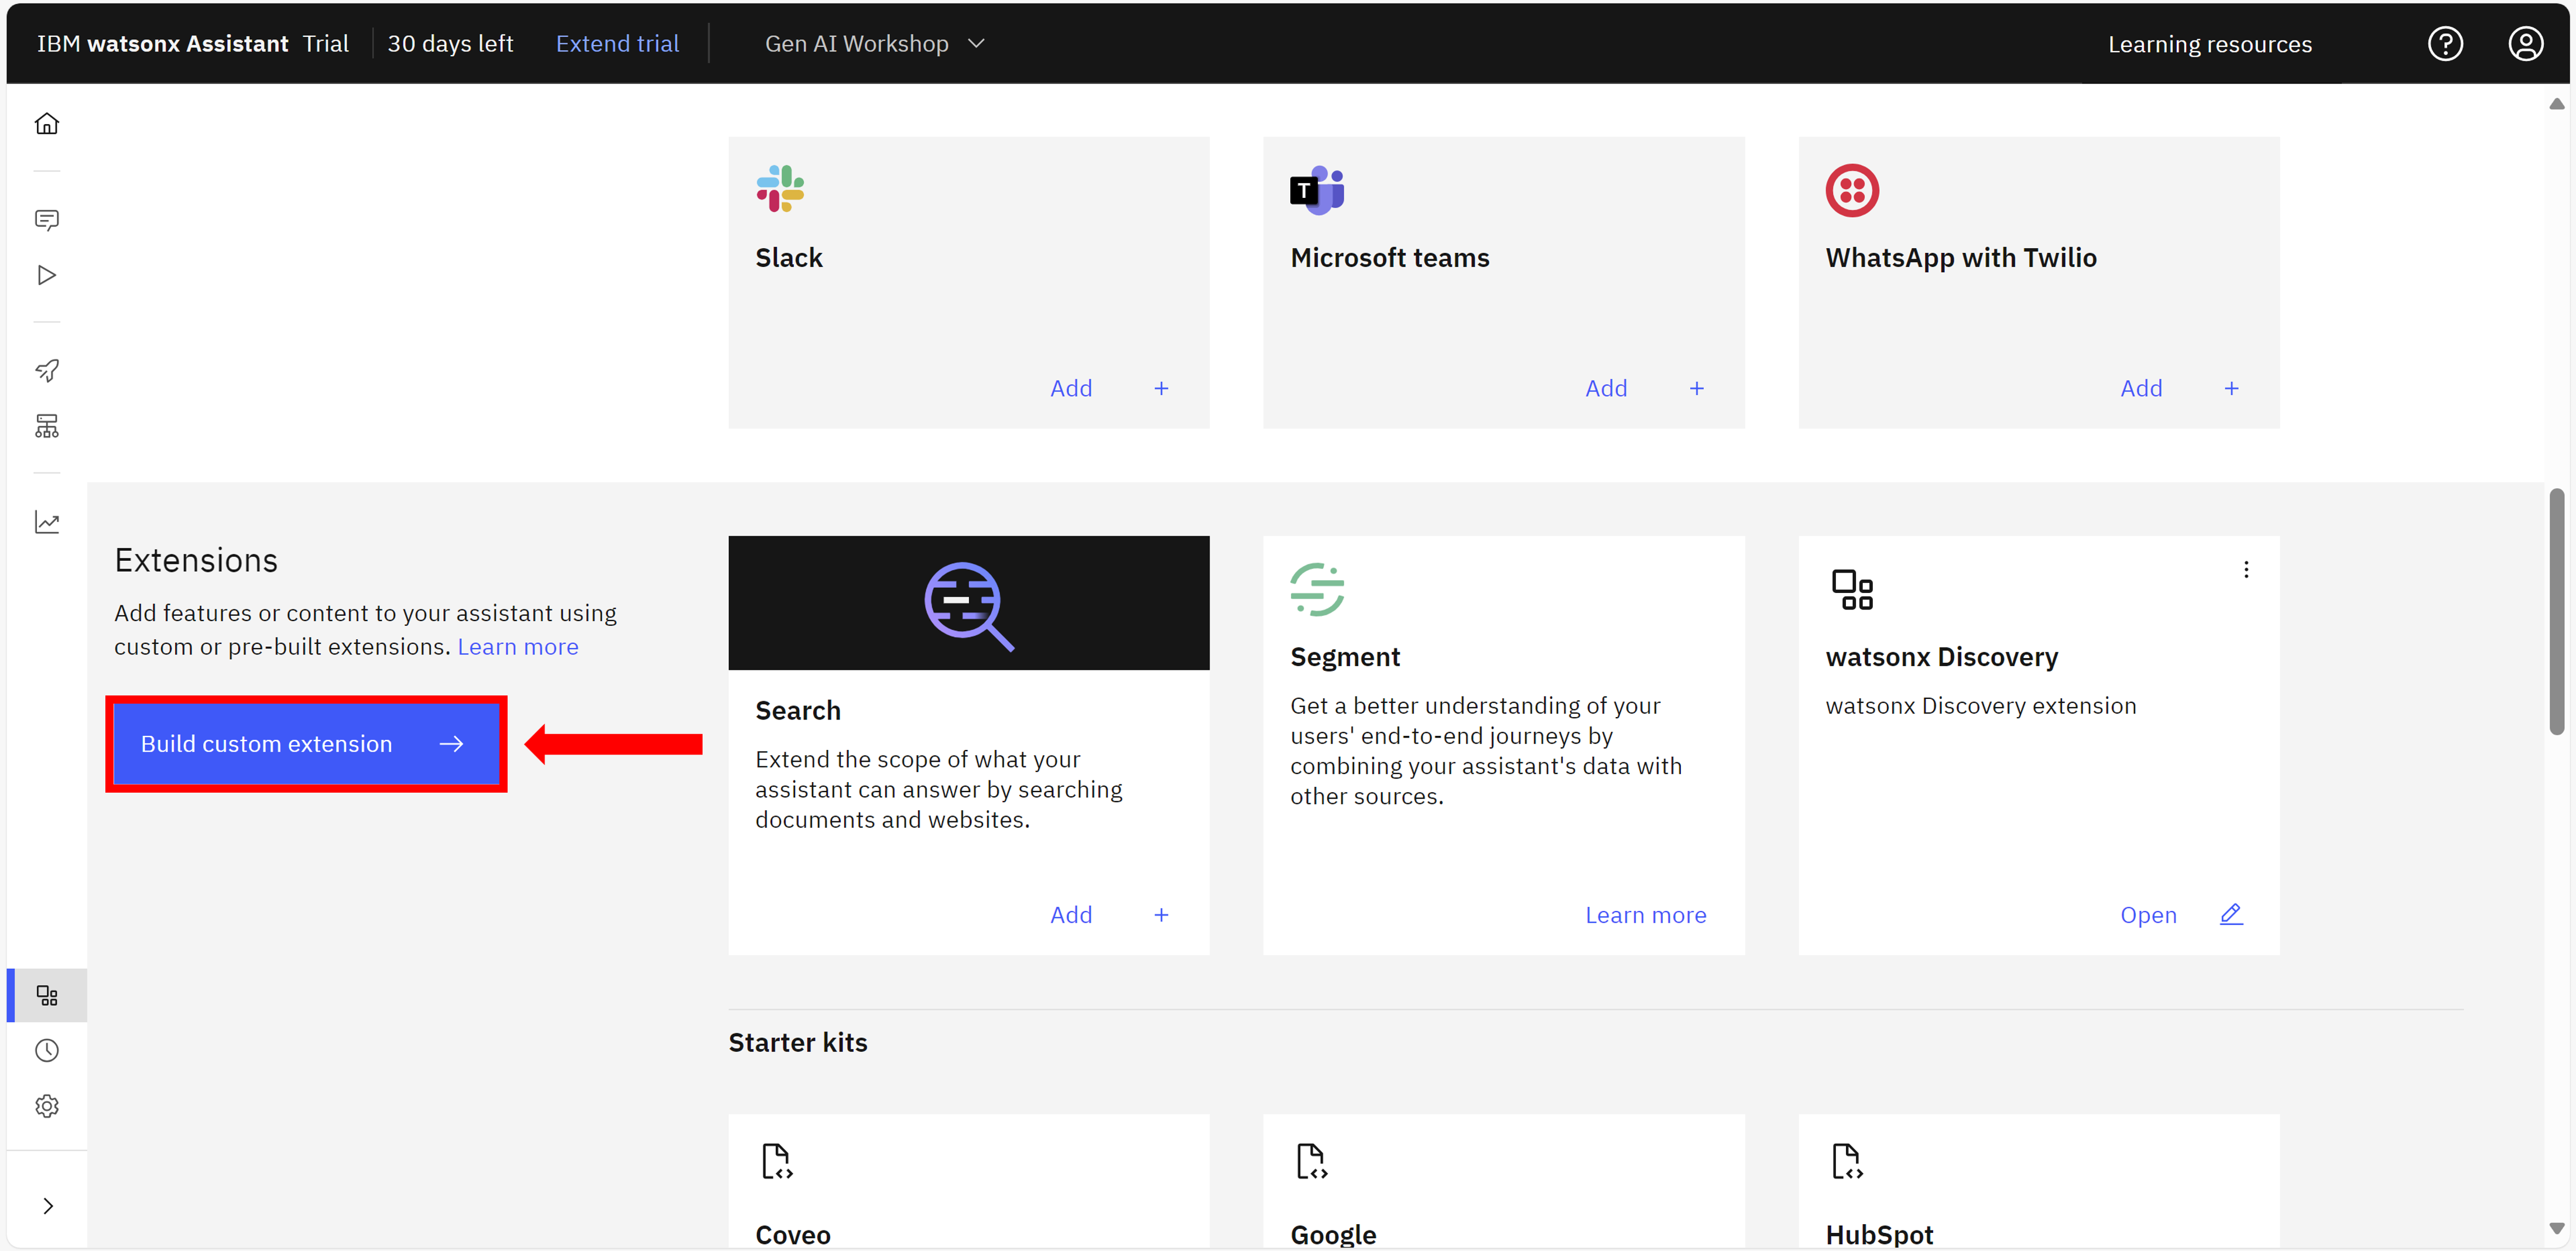 IBM watsonx Assistant Trial 30 days left Extend trial Gen AI Workshop Learning resources
Slack
Add +
T
Microsoft teams
Add +
WhatsApp with Twilio
Add +
Extensions
Add features or content to your assistant using
custom or pre-built extensions. Learn more
Build custom extension
Search
Extend the scope of what your
assistant can answer by searching
documents and websites.
Add +
Segment
Get a better understanding of your
users' end-to-end journeys by
combining your assistant's data with
other sources.
Learn more
watsonx Discovery
watsonx Discovery extension
Open
Starter kits
Coveo
Google
HubSpot